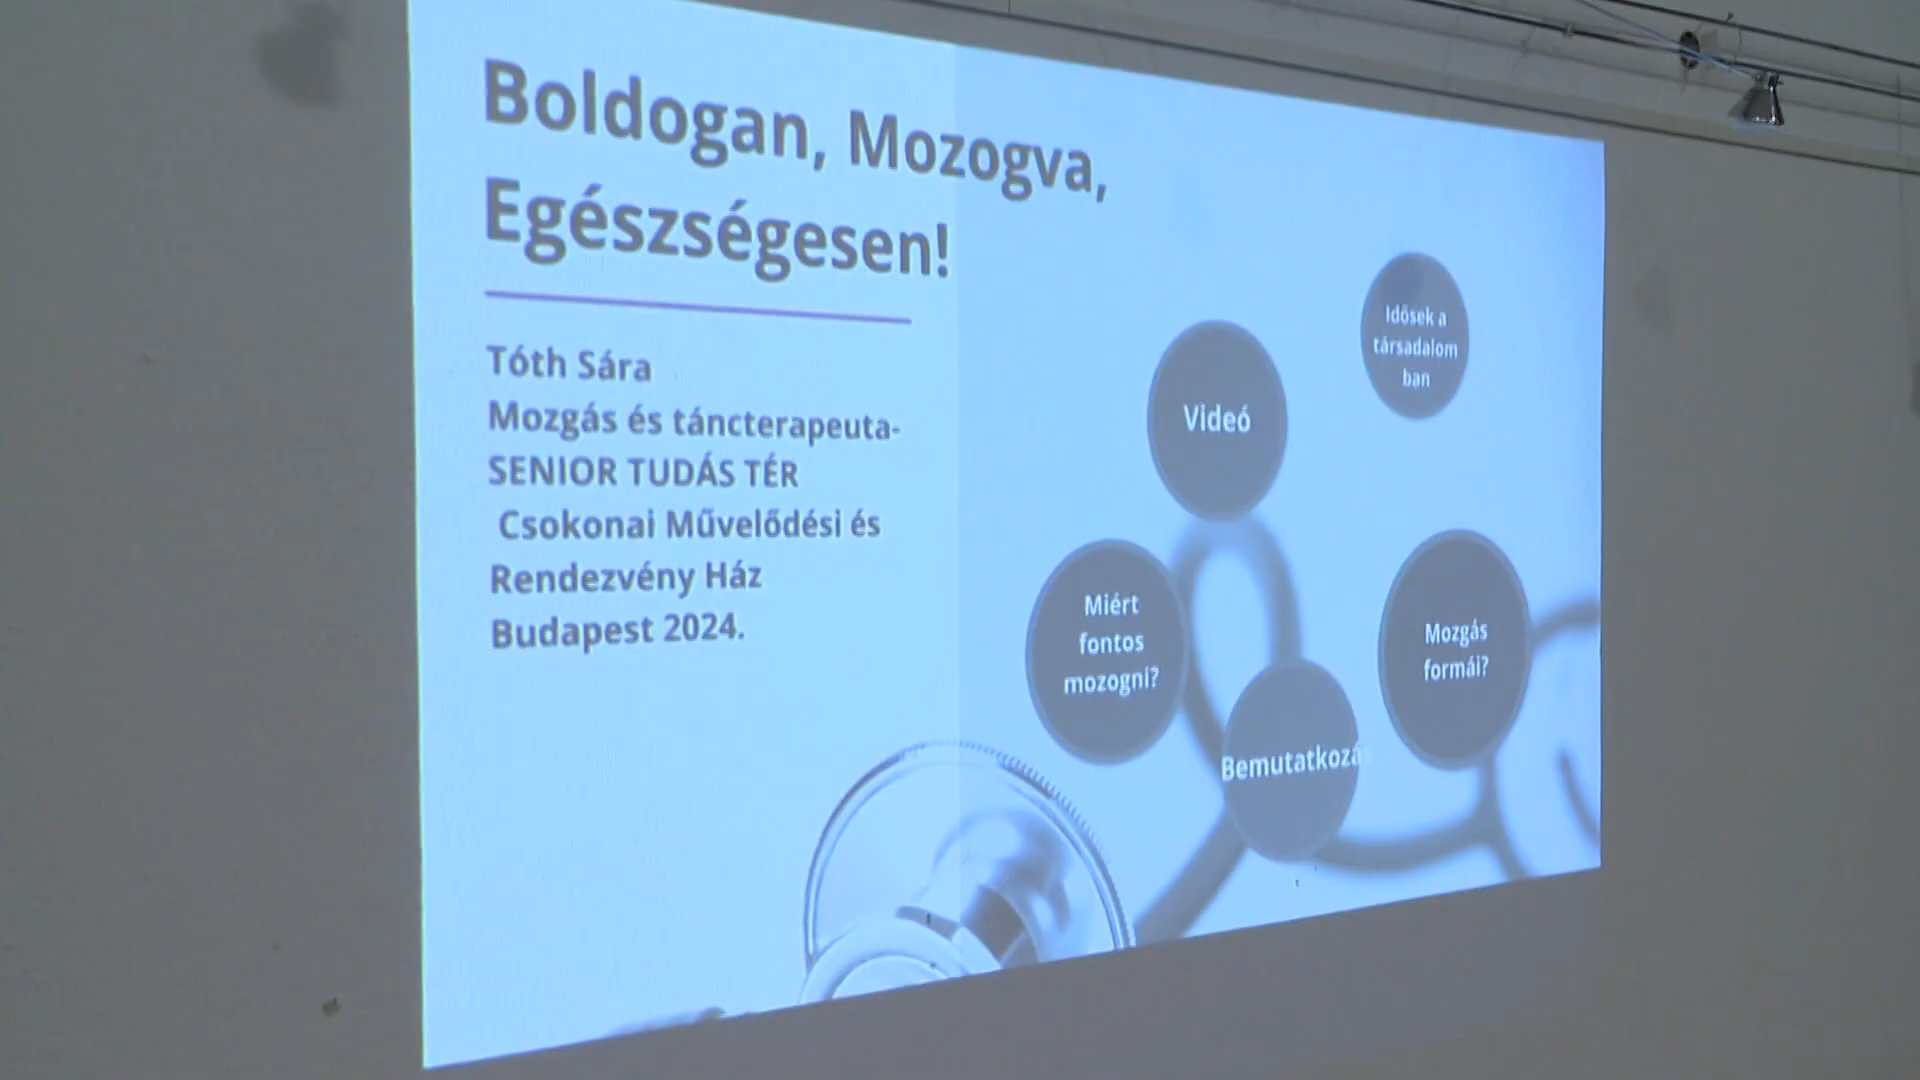 Boldogan, Mozogva,
Egészségesen!
Tóth Sára
Mozgás és táncterapeuta-
SENIOR TUDÁS TÉR
Csokonai Művelődési és
Rendezvény Ház
Budapest 2024.
Idősek a
társadalom
ban
Videó
Miért
fontos
mozogni?
Mozgás
formái?
Bemutatkozás